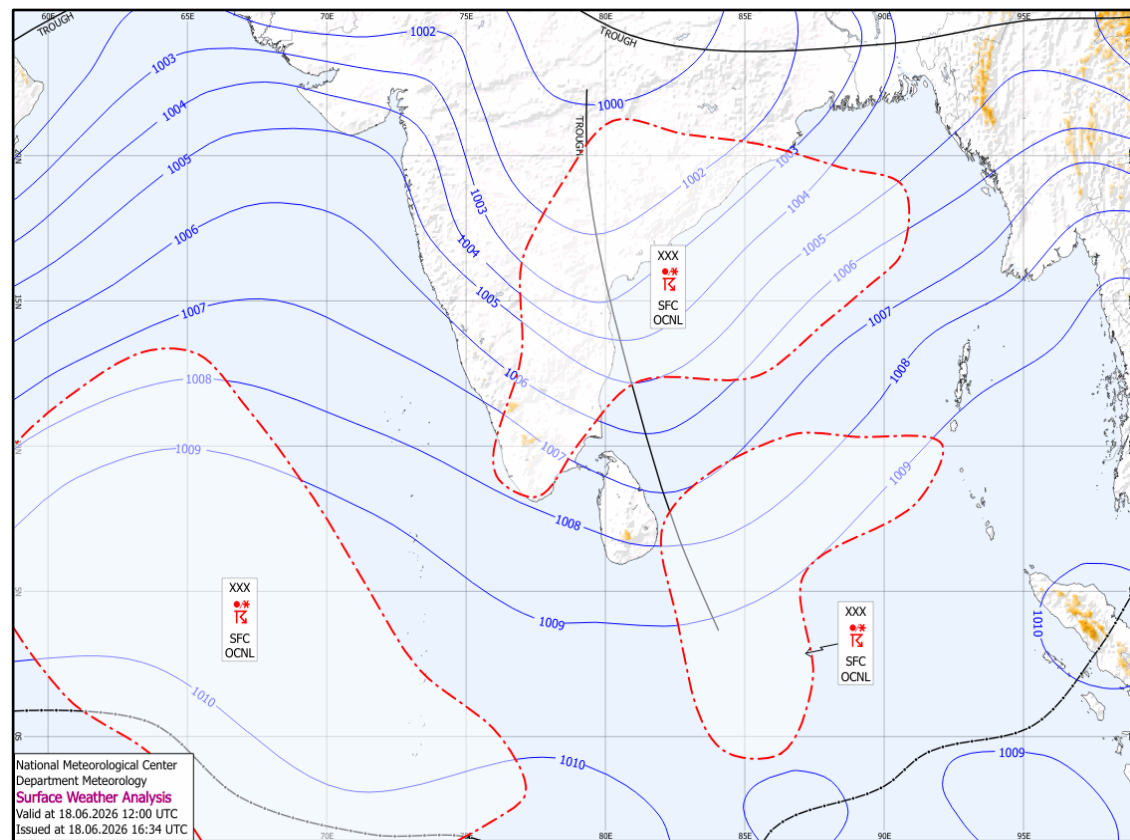 60E
65E
70E
75E
80E
85E
90E
95E
TROUGH
TROUGH
1002
1003
1004
1005
1006
1007
1008
1009
1000
TROUGH
1002
1003
1004
1005
1006
1007
1008
1009
1003
1004
1005
1006
1007
1008
1009
20N
15N
XXX
SFC
OCNL
XXX
SFC
OCNL
XXX
SFC
OCNL
5N
1010
1010
1010
1009
National Meteorological Center
Department Meteorology
Surface Weather Analysis
Valid at 18.06.2026 12:00 UTC
Issued at 18.06.2026 16:34 UTC
70E
75E
80E
85E
90E
95E